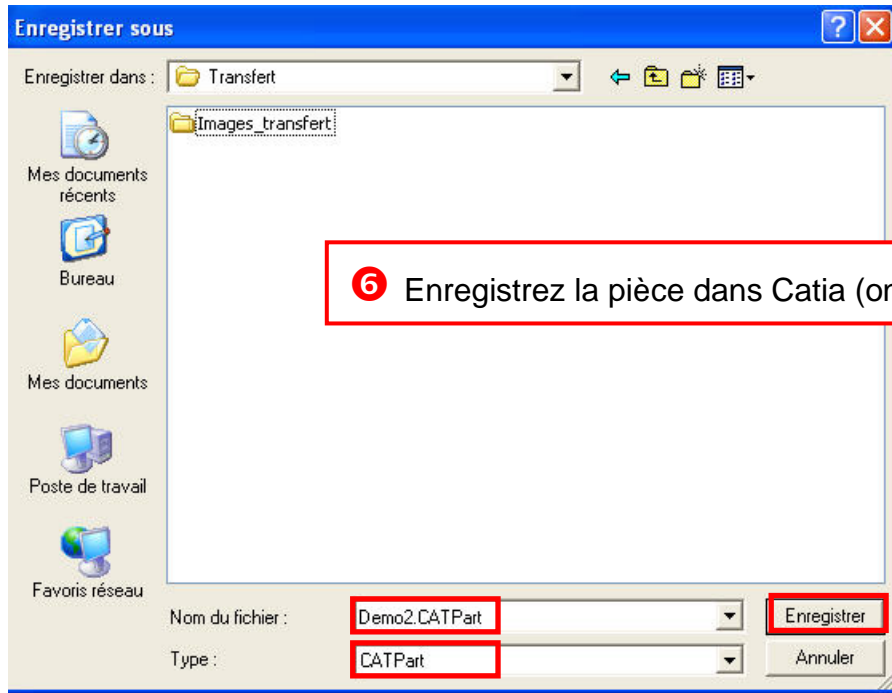 Enregistrer sous
Enregistrer dans :
Transfert
Images_transfert
Mes documents
récents
Bureau
❻ Enregistrez la pièce dans Catia
Mes documents
Poste de travail
Favoris réseau
Nom du fichier :
Demo2.CATPart
Enregistrer
Type :
CATPart
Annuler